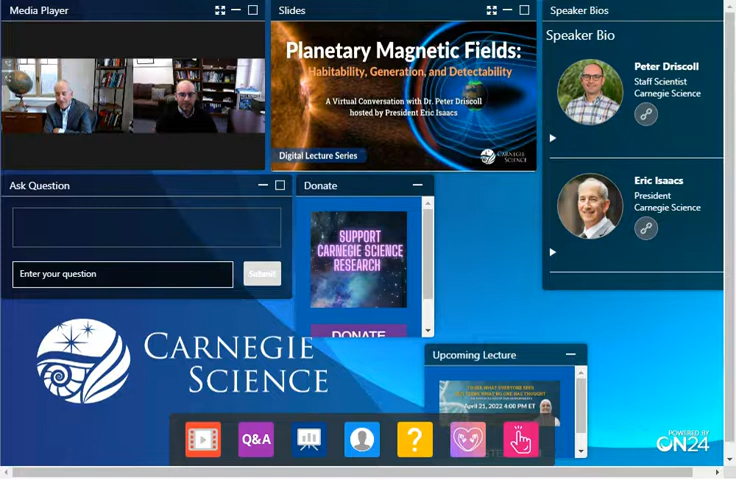 Media Player
Slides
Planetary Magnetic Fields:
Habitability, Generation, and Detectability
A Virtual Conversation with Dr. Peter Driscoll
hosted by President Eric Isaacs
Digital Lecture Series
CARNEGIE
SCIENCE
Speaker Bios
Speaker Bio
Peter Driscoll
Staff Scientist
Carnegie Science
Eric Isaacs
President
Carnegie Science
Ask Question
Enter your question
Submit
Donate
SUPPORT
CARNEGIE SCIENCE
RESEARCH
DONATE
CARNEGIE
SCIENCE
Upcoming Lecture
April 21, 2022 4:00 PM ET
Q&A
?
POWERED BY
ON24